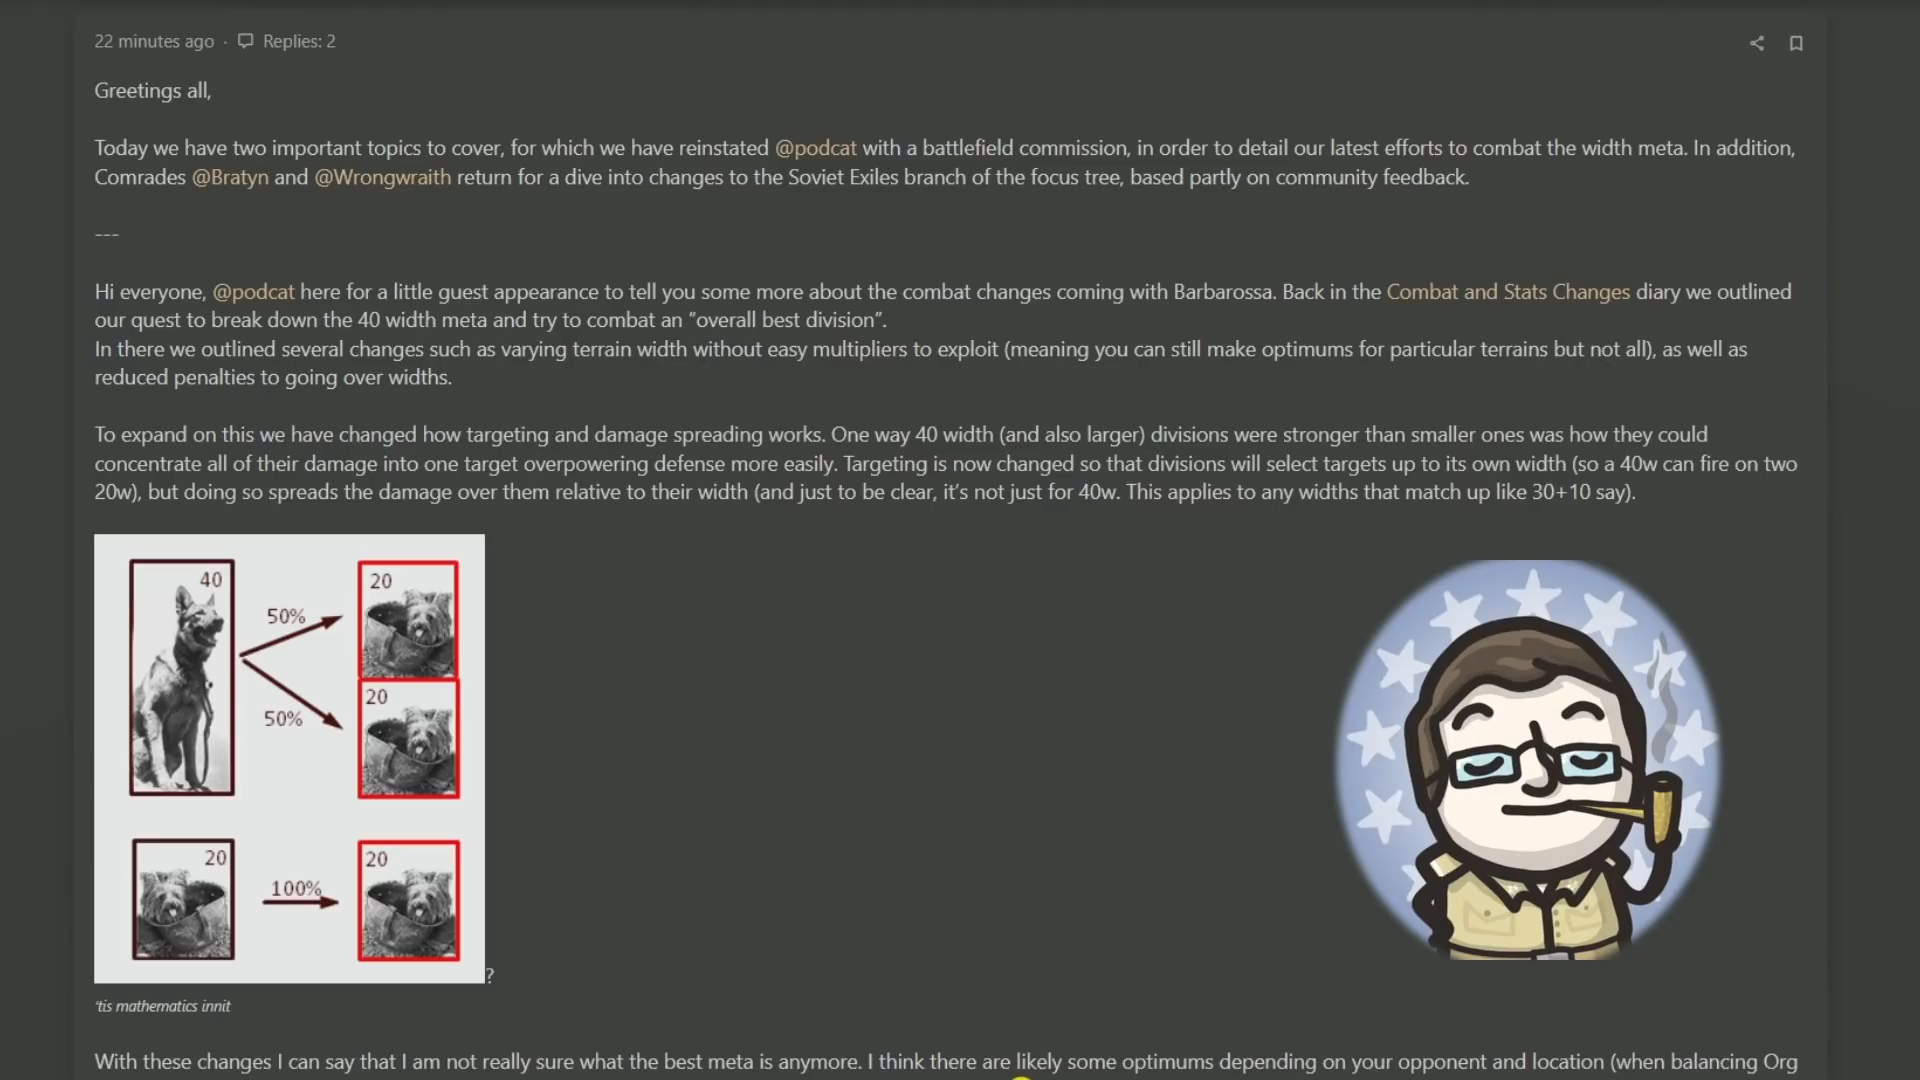 22 minutes ago · Replies: 2
Greetings all,
Today we have two important topics to cover, for which we have reinstated @podcat with a battlefield commission, in order to detail our latest efforts to combat the width meta. In addition,
Comrades @Bratyn and @Wrongwraith return for a dive into changes to the Soviet Exiles branch of the focus tree, based partly on community feedback.
---
Hi everyone, @podcat here for a little guest appearance to tell you some more about the combat changes coming with Barbarossa. Back in the Combat and Stats Changes diary we outlined
our quest to break down the 40 width meta and try to combat an “overall best division”.
In there we outlined several changes such as varying terrain width without easy multipliers to exploit (meaning you can still make optimums for particular terrains but not all), as well as
reduced penalties to going over widths.
To expand on this we have changed how targeting and damage spreading works. One way 40 width (and also larger) divisions were stronger than smaller ones was how they could
concentrate all of their damage into one target overpowering defense more easily. Targeting is now changed so that divisions will select targets up to its own width (so a 40w can fire on two
20w), but doing so spreads the damage over them relative to their width (and just to be clear, it’s not just for 40w. This applies to any widths that match up like 30+10 say).
40
50%
20
50%
20
20
100%
20
?
'tis mathematics innit
With these changes I can say that I am not really sure what the best meta is anymore. I think there are likely some optimums depending on your opponent and location (when balancing Org